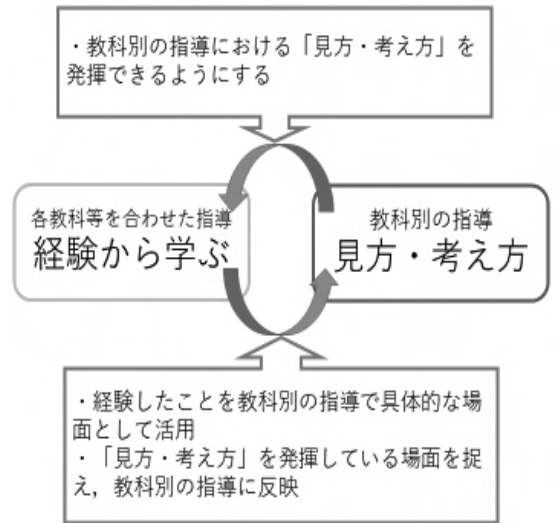 ・教科別の指導における「見方・考え方」を
発揮できるようにする
各教科等を合わせた指導
経験から学ぶ
教科別の指導
見方・考え方
・経験したことを教科別の指導で具体的な場
面として活用
・「見方・考え方」を発揮している場面を捉
え，教科別の指導に反映